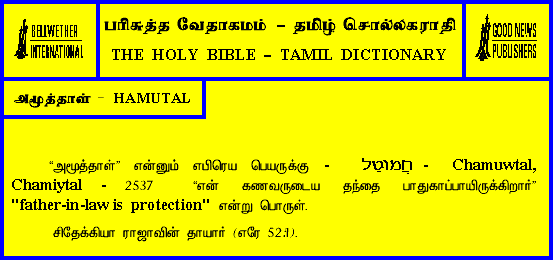 BELLWETHER
INTERNATIONAL
பரிசுத்த வேதாகமம் – தமிழ் சொல்லகராதி
THE HOLY BIBLE – TAMIL DICTIONARY
GOOD NEWS
PUBLISHERS
அமுத்தாள் – HAMUTAL
“அமுத்தாள்” என்னும் எபிரெய பெயருக்கு - חֲמוּטַל - Chamuwtal,
Chamiytal - 2537 “என் கணவருடைய தந்தை பாதுகாப்பாயிருக்கிறார்”
"father-in-law is protection" என்று பொருள்.
சிதேக்கியா ராஜாவின் தாயார் (எரே 52:1).